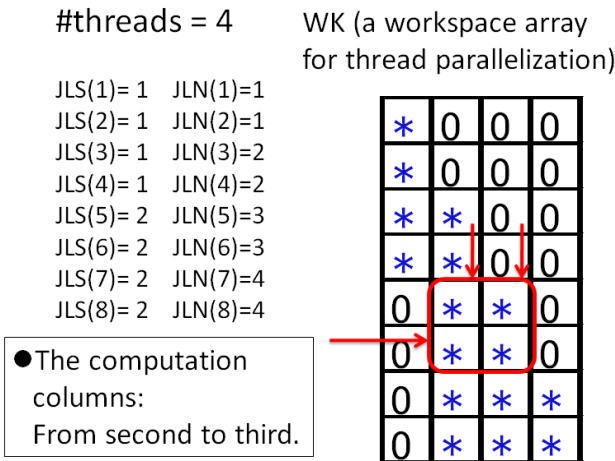 #threads = 4
WK (a workspace array
for thread parallelization)
JLS(1)= 1 JLN(1)=1
JLS(2)= 1 JLN(2)=1
JLS(3)= 1 JLN(3)=2
JLS(4)= 1 JLN(4)=2
JLS(5)= 2 JLN(5)=3
JLS(6)= 2 JLN(6)=3
JLS(7)= 2 JLN(7)=4
JLS(8)= 2 JLN(8)=4
* 0 0 0
* 0 0 0
* * 0 0
* * 0 0
0 * * 0
0 * * 0
0 * * *
0 * * *
●The computation
columns:
From second to third.